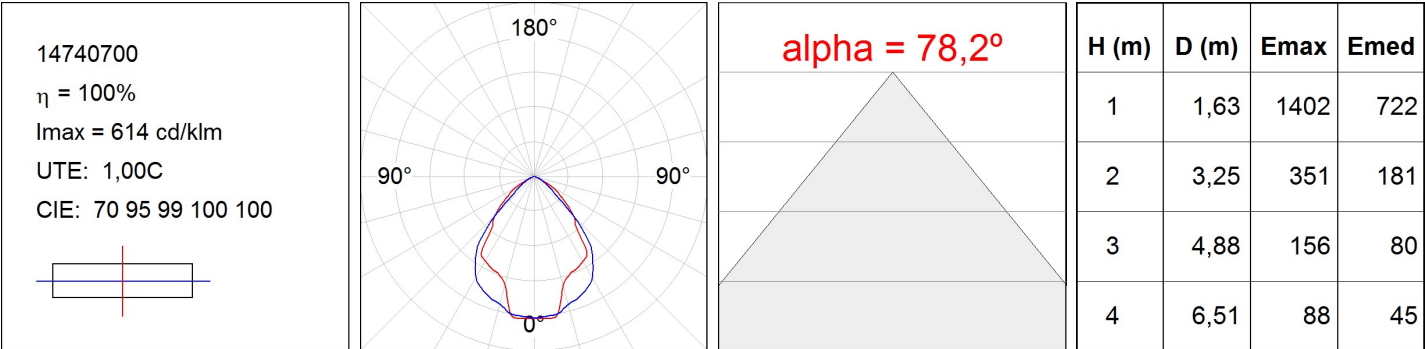 14740700
η = 100%
Imax = 614 cd/klm
UTE: 1,00C
CIE: 70 95 99 100 100
180°
90° 90°
0°
alpha = 78,2º
H (m) D (m) Emax Emed
1 1,63 1402 722
2 3,25 351 181
3 4,88 156 80
4 6,51 88 45